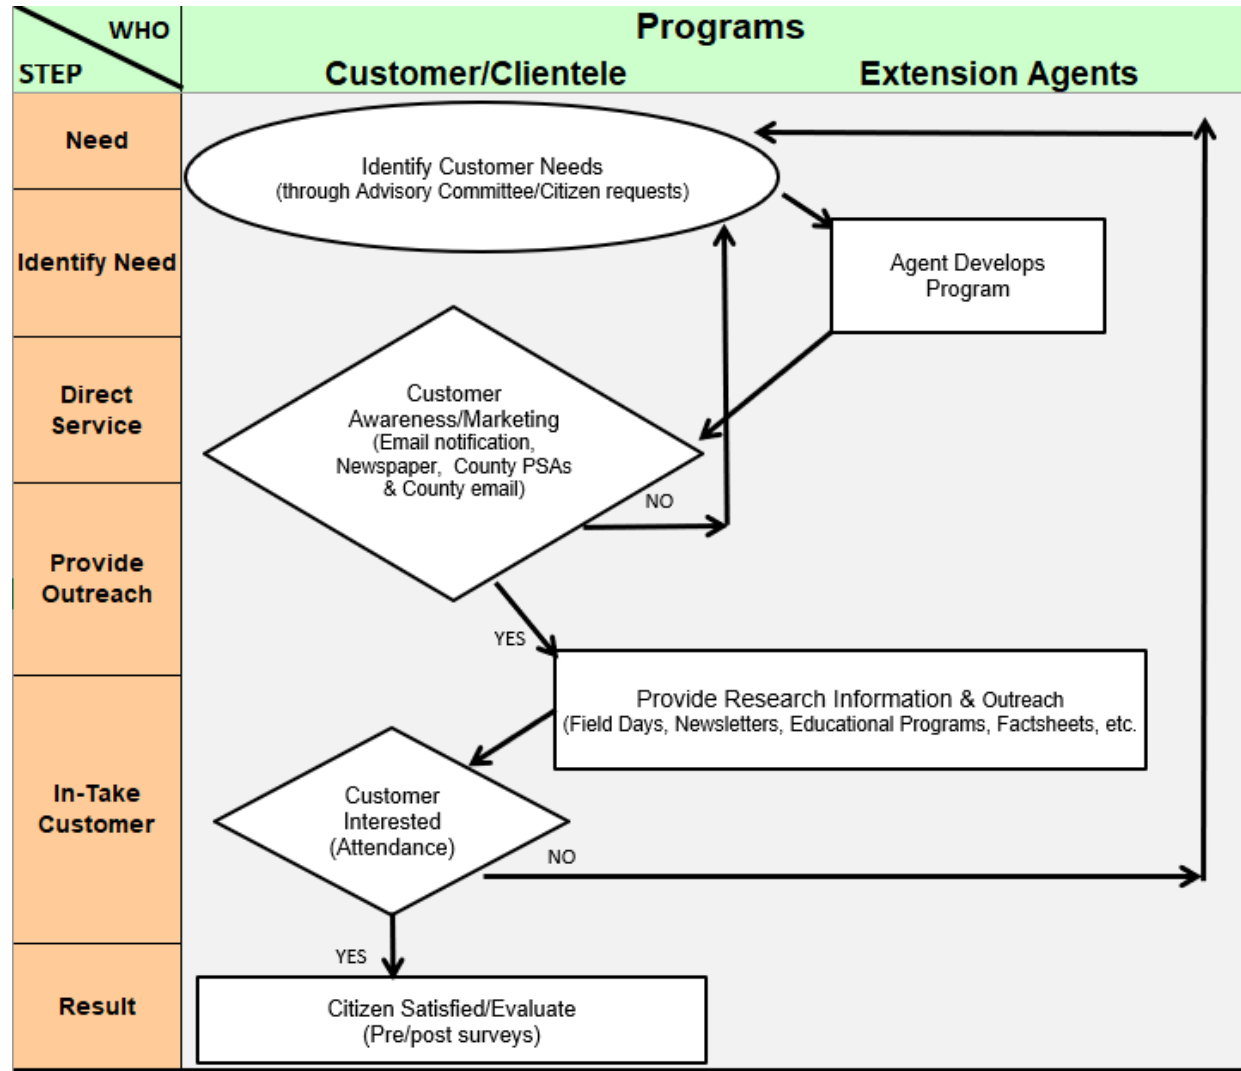 WHO
STEP
Programs
Customer/Clientele
Extension Agents
Need
Identify Customer Needs
(through Advisory Committee/Citizen requests)
Identify Need
Agent Develops
Program
Direct
Service
Customer
Awareness/Marketing
(Email notification,
Newspaper, County PSAs
& County email)
NO
Provide
Outreach
YES
Provide Research Information & Outreach
(Field Days, Newsletters, Educational Programs, Factsheets, etc.
In-Take
Customer
Customer
Interested
(Attendance)
NO
YES
Result
Citizen Satisfied/Evaluate
(Pre/post surveys)